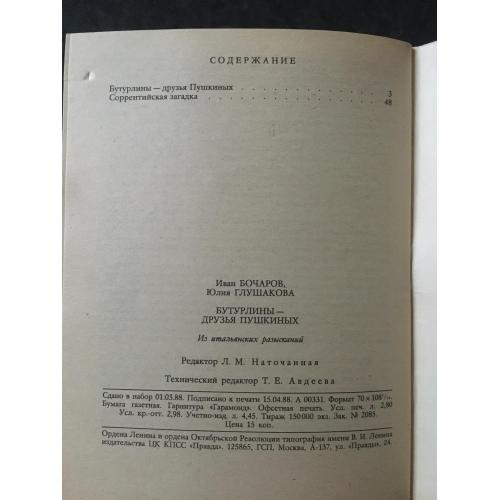 СОДЕРЖАНИЕ
Бутурлины — друзья Пушкиных . . . . . . . . . . 3
Соррентийская загадка . . . . . . . . . . . . 48
Иван БОЧАРОВ,
Юлия ГЛУШАКОВА
БУТУРЛИНЫ —
ДРУЗЬЯ ПУШКИНЫХ
Из итальянских разысканий
Редактор Л. М. Наточанная
Технический редактор Т. Е. Авдеева
Сдано в набор 01.03.88. Подписано к печати 15.04.88. А 00331. Формат 70 × 108¹/₃₂.
Бумага газетная. Гарнитура «Гарамонд». Офсетная печать. Усл. печ. л. 2,80
Усл. кр.-отт. 2,98. Учетно-изд. л. 4,45. Тираж 150 000 экз. Зак. № 2085.
Цена 15 коп.
Ордена Ленина и ордена Октябрьской Революции типография имени В. И. Ленина
издательства ЦК КПСС «Правда». 125865, ГСП, Москва, А-137, ул. «Правды», 24.